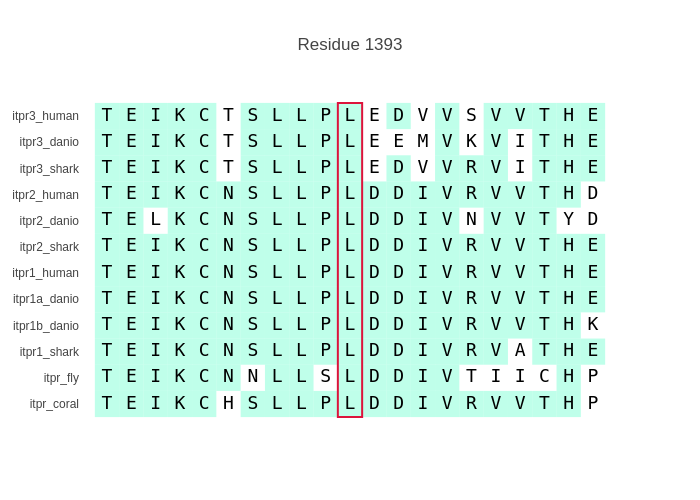 Residue 1393
itpr3_human T E I K C T S L L P L E D V V S V V T H E
itpr3_danio T E I K C T S L L P L E E M V K V I T H E
itpr3_shark T E I K C T S L L P L E D V V R V I T H E
itpr2_human T E I K C N S L L P L D D I V R V V T H D
itpr2_danio T E L K C N S L L P L D D I V N V V T Y D
itpr2_shark T E I K C N S L L P L D D I V R V V T H E
itpr1_human T E I K C N S L L P L D D I V R V V T H E
itpr1a_danio T E I K C N S L L P L D D I V R V V T H E
itpr1b_danio T E I K C N S L L P L D D I V R V V T H K
itpr1_shark T E I K C N S L L P L D D I V R V A T H E
itpr_fly T E I K C N N L L S L D D I V T I I C H P
itpr_coral T E I K C H S L L P L D D I V R V V T H P